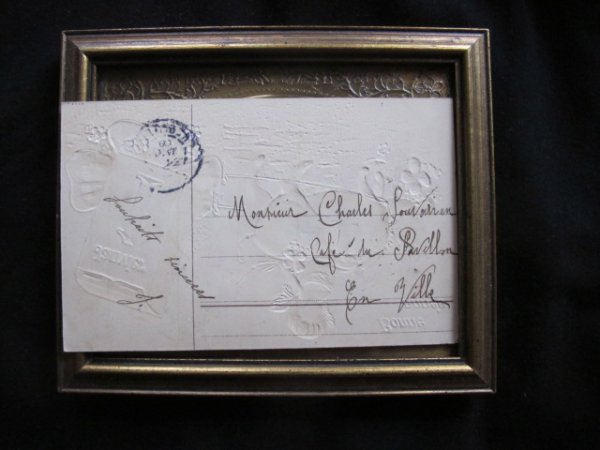 Souhaits
sincères
J.
Monsieur Charles
Café du Pavillon
En Ville